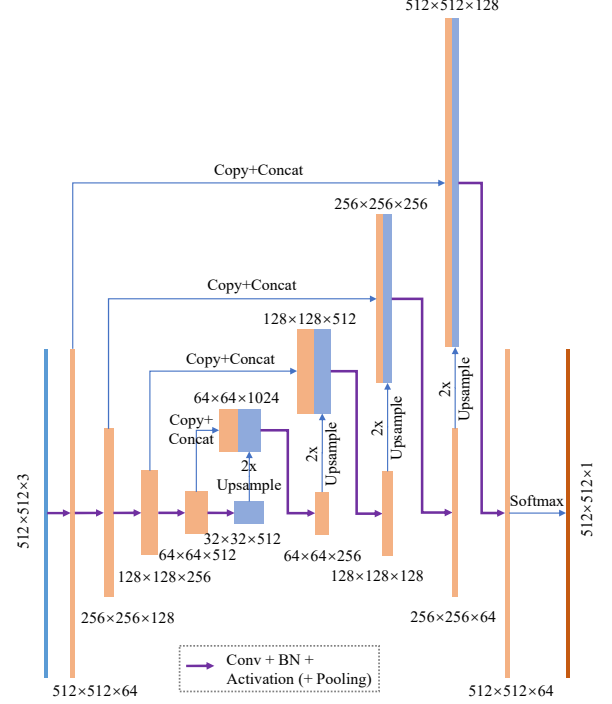 512×512×128
Copy+Concat
256×256×256
Copy+Concat
128×128×512
Copy+Concat
64×64×1024
Copy+
Concat
2x
Upsample
2x
Upsample
2x
Upsample
2x
Upsample
512×512×3
Softmax
512×512×1
32×32×512
64×64×512
64×64×256
128×128×256
128×128×128
256×256×128
256×256×64
512×512×64
512×512×64
Conv + BN +
Activation (+ Pooling)